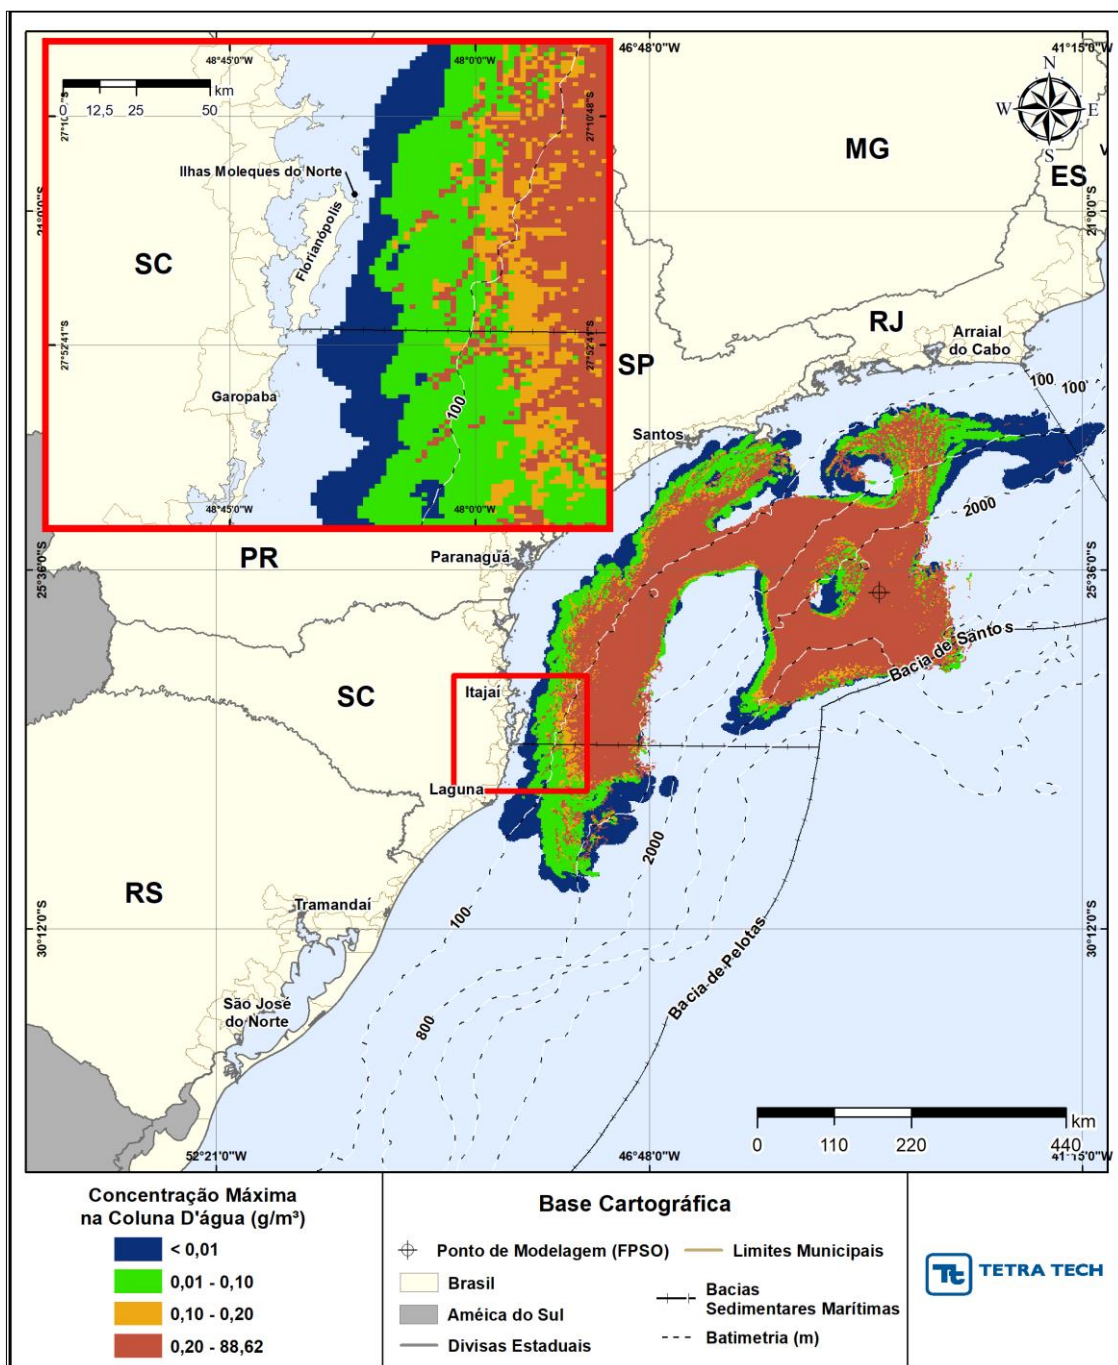 46°48'0"W
41°15'0"W
48°45'0"W
48°0'0"W
km
0
12,5
25
50
27°10'48"S
27°10'48"S
N
W
E
S
MG
ES
Ilhas Moleques do Norte
Florianópolis
SC
21°0'0"S
21°0'0"S
27°52'41"S
27°52'41"S
RJ
Arraial
do Cabo
SP
100
100
100
Garopaba
Santos
48°45'0"W
48°0'0"W
2000
PR
Paranaguá
25°36'0"S
25°36'0"S
Bacia de Santos
SC
Itajaí
Laguna
2000
RS
Tramandaí
100
30°12'0"S
30°12'0"S
Bacia de Pelotas
São José
do Norte
800
km
0
110
220
440
52°21'0"W
46°48'0"W
41°15'0"W
Concentração Máxima
na Coluna D'água (g/m³)
< 0,01
0,01 - 0,10
0,10 - 0,20
0,20 - 88,62
Base Cartográfica
Ponto de Modelagem (FPSO)
Limites Municipais
Brasil
Bacias
Sedimentares Marítimas
Améica do Sul
Divisas Estaduais
Batimetria (m)
Tt
TETRA TECH